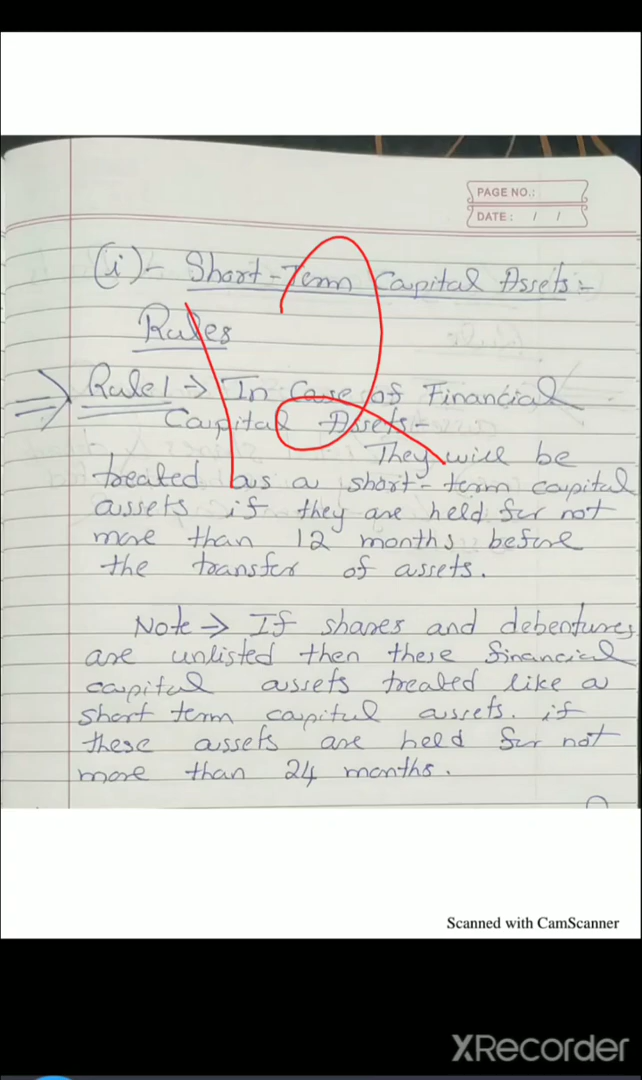 PAGE NO.:
DATE: / /
(i)- Short-Term Capital Assets:-
Rules
Rule 1 → In Case of Financial
Capital Assets-
They will be
treated as a short-term capital
assets if they are held for not
more than 12 months before
the transfer of assets.
Note → If shares and debentures
are unlisted then these financial
capital assets treated like a
short term capital assets. if
these assets are held for not
more than 24 months.
Scanned with CamScanner
XRecorder